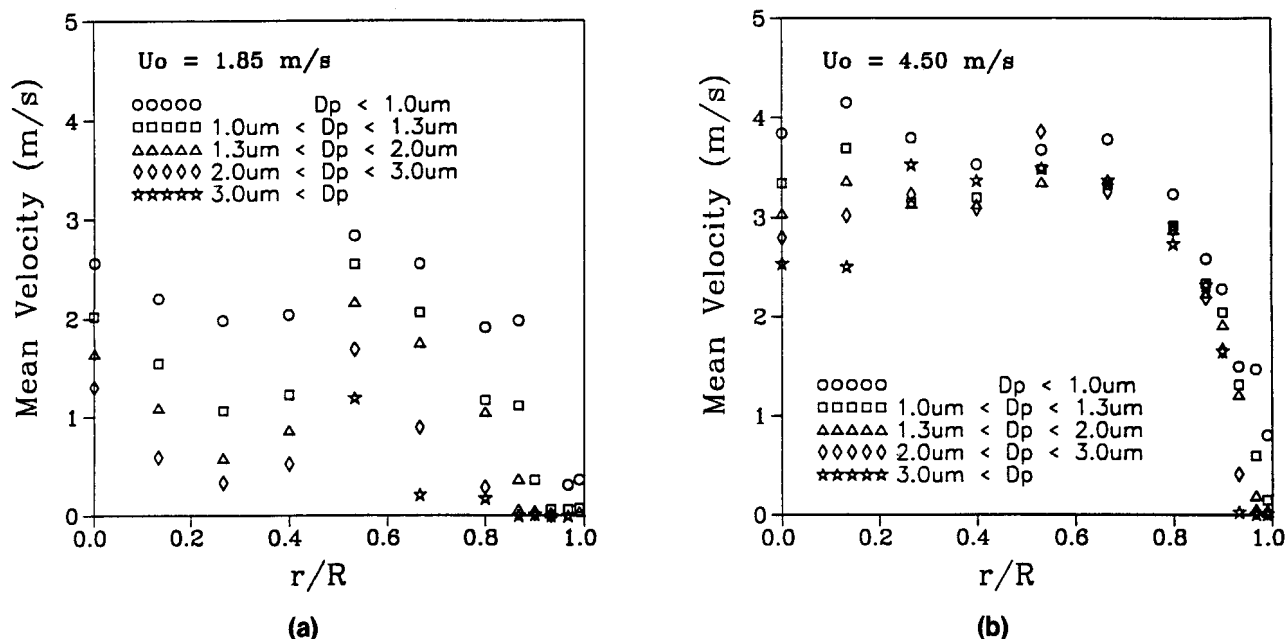 5
4
3
2
1
0
Mean Velocity (m/s)
Uo = 1.85 m/s
Dp < 1.0um
1.0um < Dp < 1.3um
1.3um < Dp < 2.0um
2.0um < Dp < 3.0um
3.0um < Dp
0.0 0.2 0.4 0.6 0.8 1.0
r/R
(a)
5
4
3
2
1
0
Mean Velocity (m/s)
Uo = 4.50 m/s
Dp < 1.0um
1.0um < Dp < 1.3um
1.3um < Dp < 2.0um
2.0um < Dp < 3.0um
3.0um < Dp
0.0 0.2 0.4 0.6 0.8 1.0
r/R
(b)